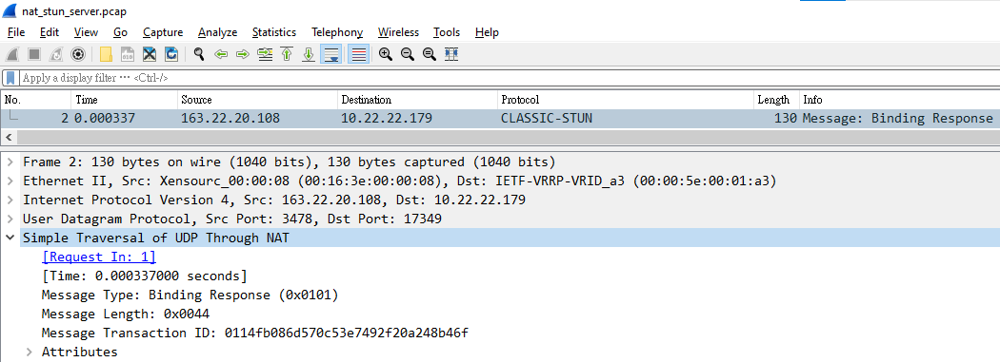 nat_stun_server.pcap
File Edit View Go Capture Analyze Statistics Telephony Wireless Tools Help
Apply a display filter ··· <Ctrl-/>
No. Time Source Destination Protocol Length Info
2 0.000337 163.22.20.108 10.22.22.179 CLASSIC-STUN 130 Message: Binding Response
Frame 2: 130 bytes on wire (1040 bits), 130 bytes captured (1040 bits)
Ethernet II, Src: Xensourc_00:00:08 (00:16:3e:00:00:08), Dst: IETF-VRRP-VRID_a3 (00:00:5e:00:01:a3)
Internet Protocol Version 4, Src: 163.22.20.108, Dst: 10.22.22.179
User Datagram Protocol, Src Port: 3478, Dst Port: 17349
Simple Traversal of UDP Through NAT
[Request In: 1]
[Time: 0.000337000 seconds]
Message Type: Binding Response (0x0101)
Message Length: 0x0044
Message Transaction ID: 0114fb086d570c53e7492f20a248b46f
Attributes